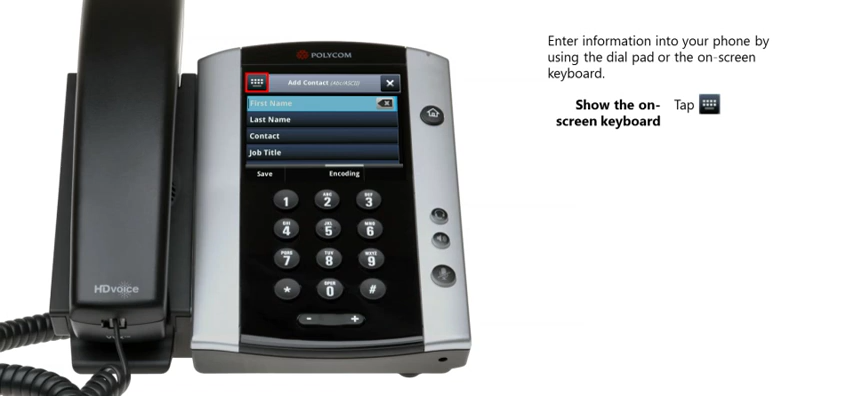 Enter information into your phone by
using the dial pad or the on-screen
keyboard.
Show the on-
screen keyboard
Tap
POLYCOM
Add Contact (Abc/ASCII)
First Name
Last Name
Contact
Job Title
Save Encoding
1
ABC
2
DEF
3
GHI
4
JKL
5
MNO
6
PQRS
7
TUV
8
WXYZ
9
*
OPER
0
#
- +
HDvoice